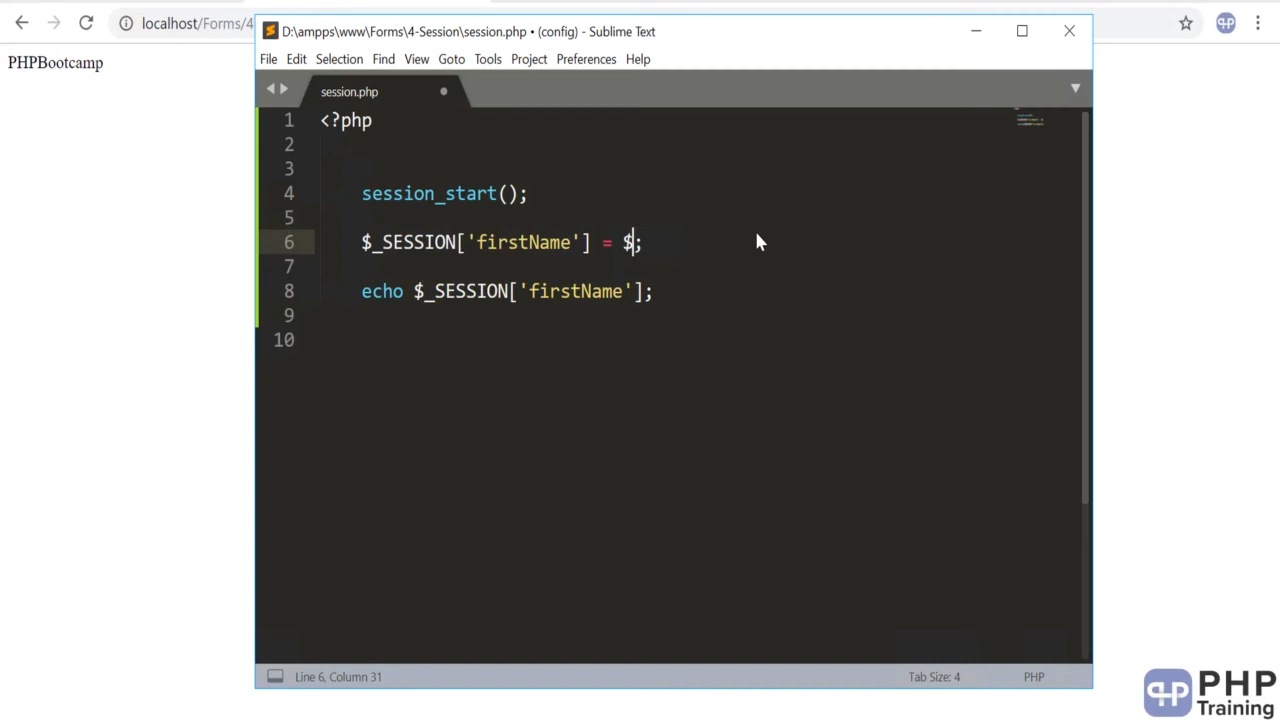 localhost/Forms/4
PHPBootcamp
D:\ampps\www\Forms\4-Session\session.php • (config) - Sublime Text
File Edit Selection Find View Goto Tools Project Preferences Help
session.php
1 <?php
2
3
4 session_start();
5
6 $_SESSION['firstName'] = $;
7
8 echo $_SESSION['firstName'];
9
10
Line 6, Column 31 Tab Size: 4 PHP
PHP
Training